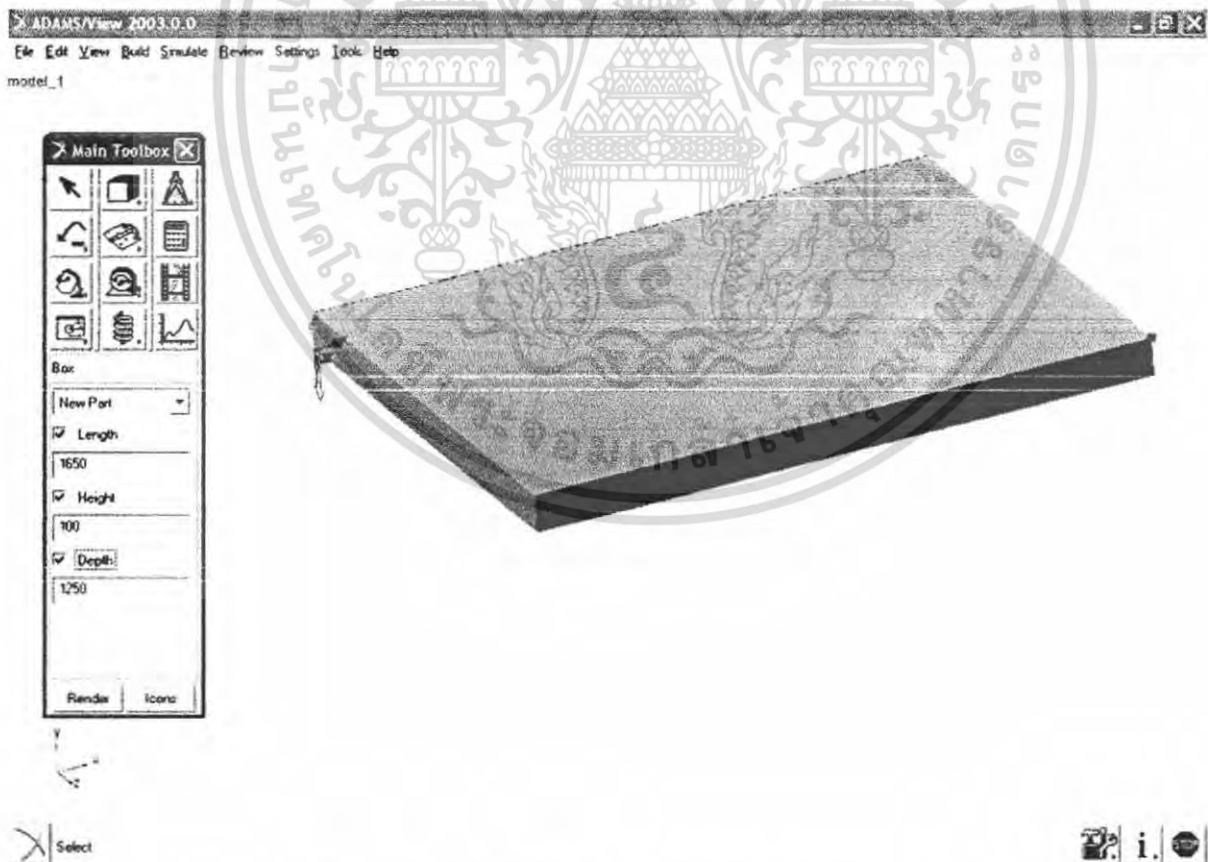 ADAMS/View 2003.0.0
File Edit View Build Simulate Review Settings Tools Help
model_1
Main Toolbox
Box
New Part
Length
1650
Height
100
Depth
1250
Render Icons
y
x
z
Select
i